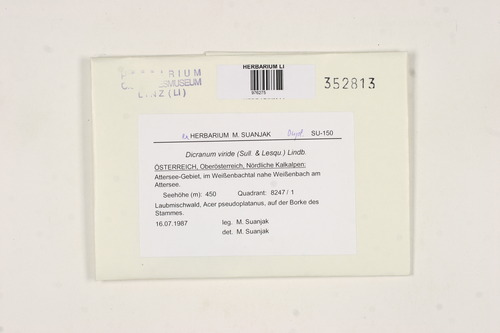 HERBARIUM
LINZ (LI)
HERBARIUM LI
352813
ex HERBARIUM M. SUANJAK Dupl. SU-150
Dicranum viride (Sull. & Lesqu.) Lindb.
ÖSTERREICH, Oberösterreich, Nördliche Kalkalpen:
Attersee-Gebiet, im Weißenbachtal nahe Weißenbach am
Attersee.
Seehöhe (m): 450 Quadrant: 8247 / 1
Laubmischwald, Acer pseudoplatanus, auf der Borke des
Stammes.
16.07.1987 leg. M. Suanjak
det. M. Suanjak